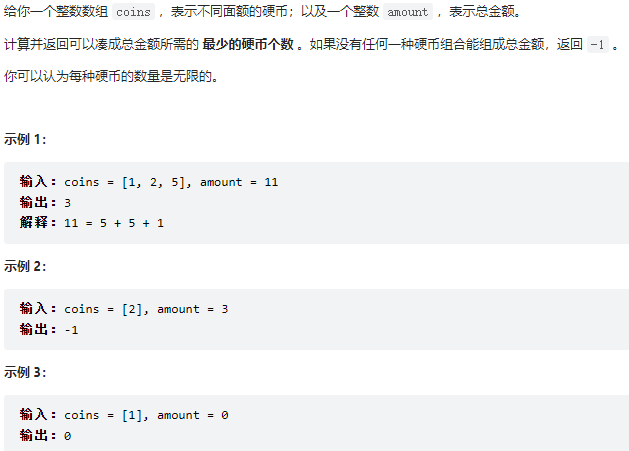 给你一个整数数组 coins ，表示不同面额的硬币；以及一个整数 amount ，表示总金额。
计算并返回可以凑成总金额所需的 最少的硬币个数 。如果没有任何一种硬币组合能组成总金额，返回 -1 。
你可以认为每种硬币的数量是无限的。
示例 1：
输入：coins = [1, 2, 5], amount = 11
输出：3
解释：11 = 5 + 5 + 1
示例 2：
输入：coins = [2], amount = 3
输出：-1
示例 3：
输入：coins = [1], amount = 0
输出：0